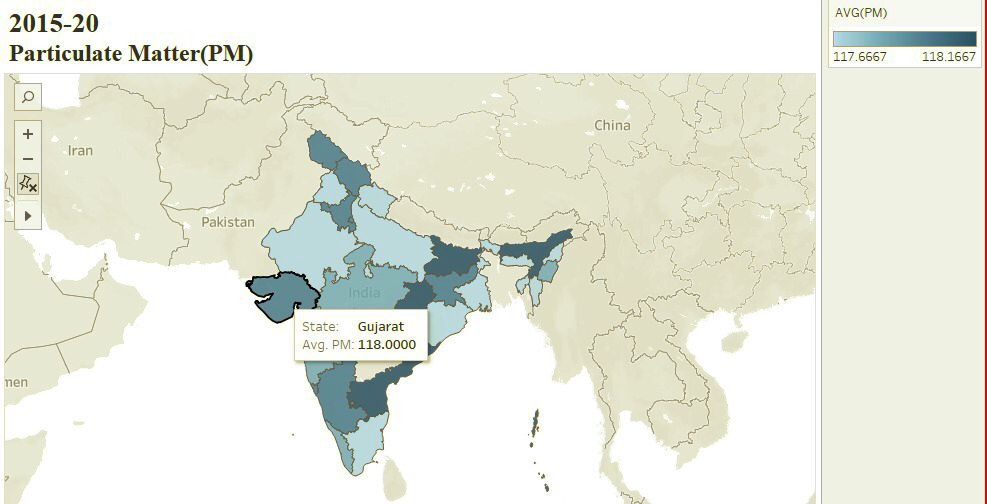 2015-20
Particulate Matter(PM)
AVG(PM)
117.6667 118.1667
China
Iran
Pakistan
India
State: Gujarat
Avg. PM: 118.0000
men